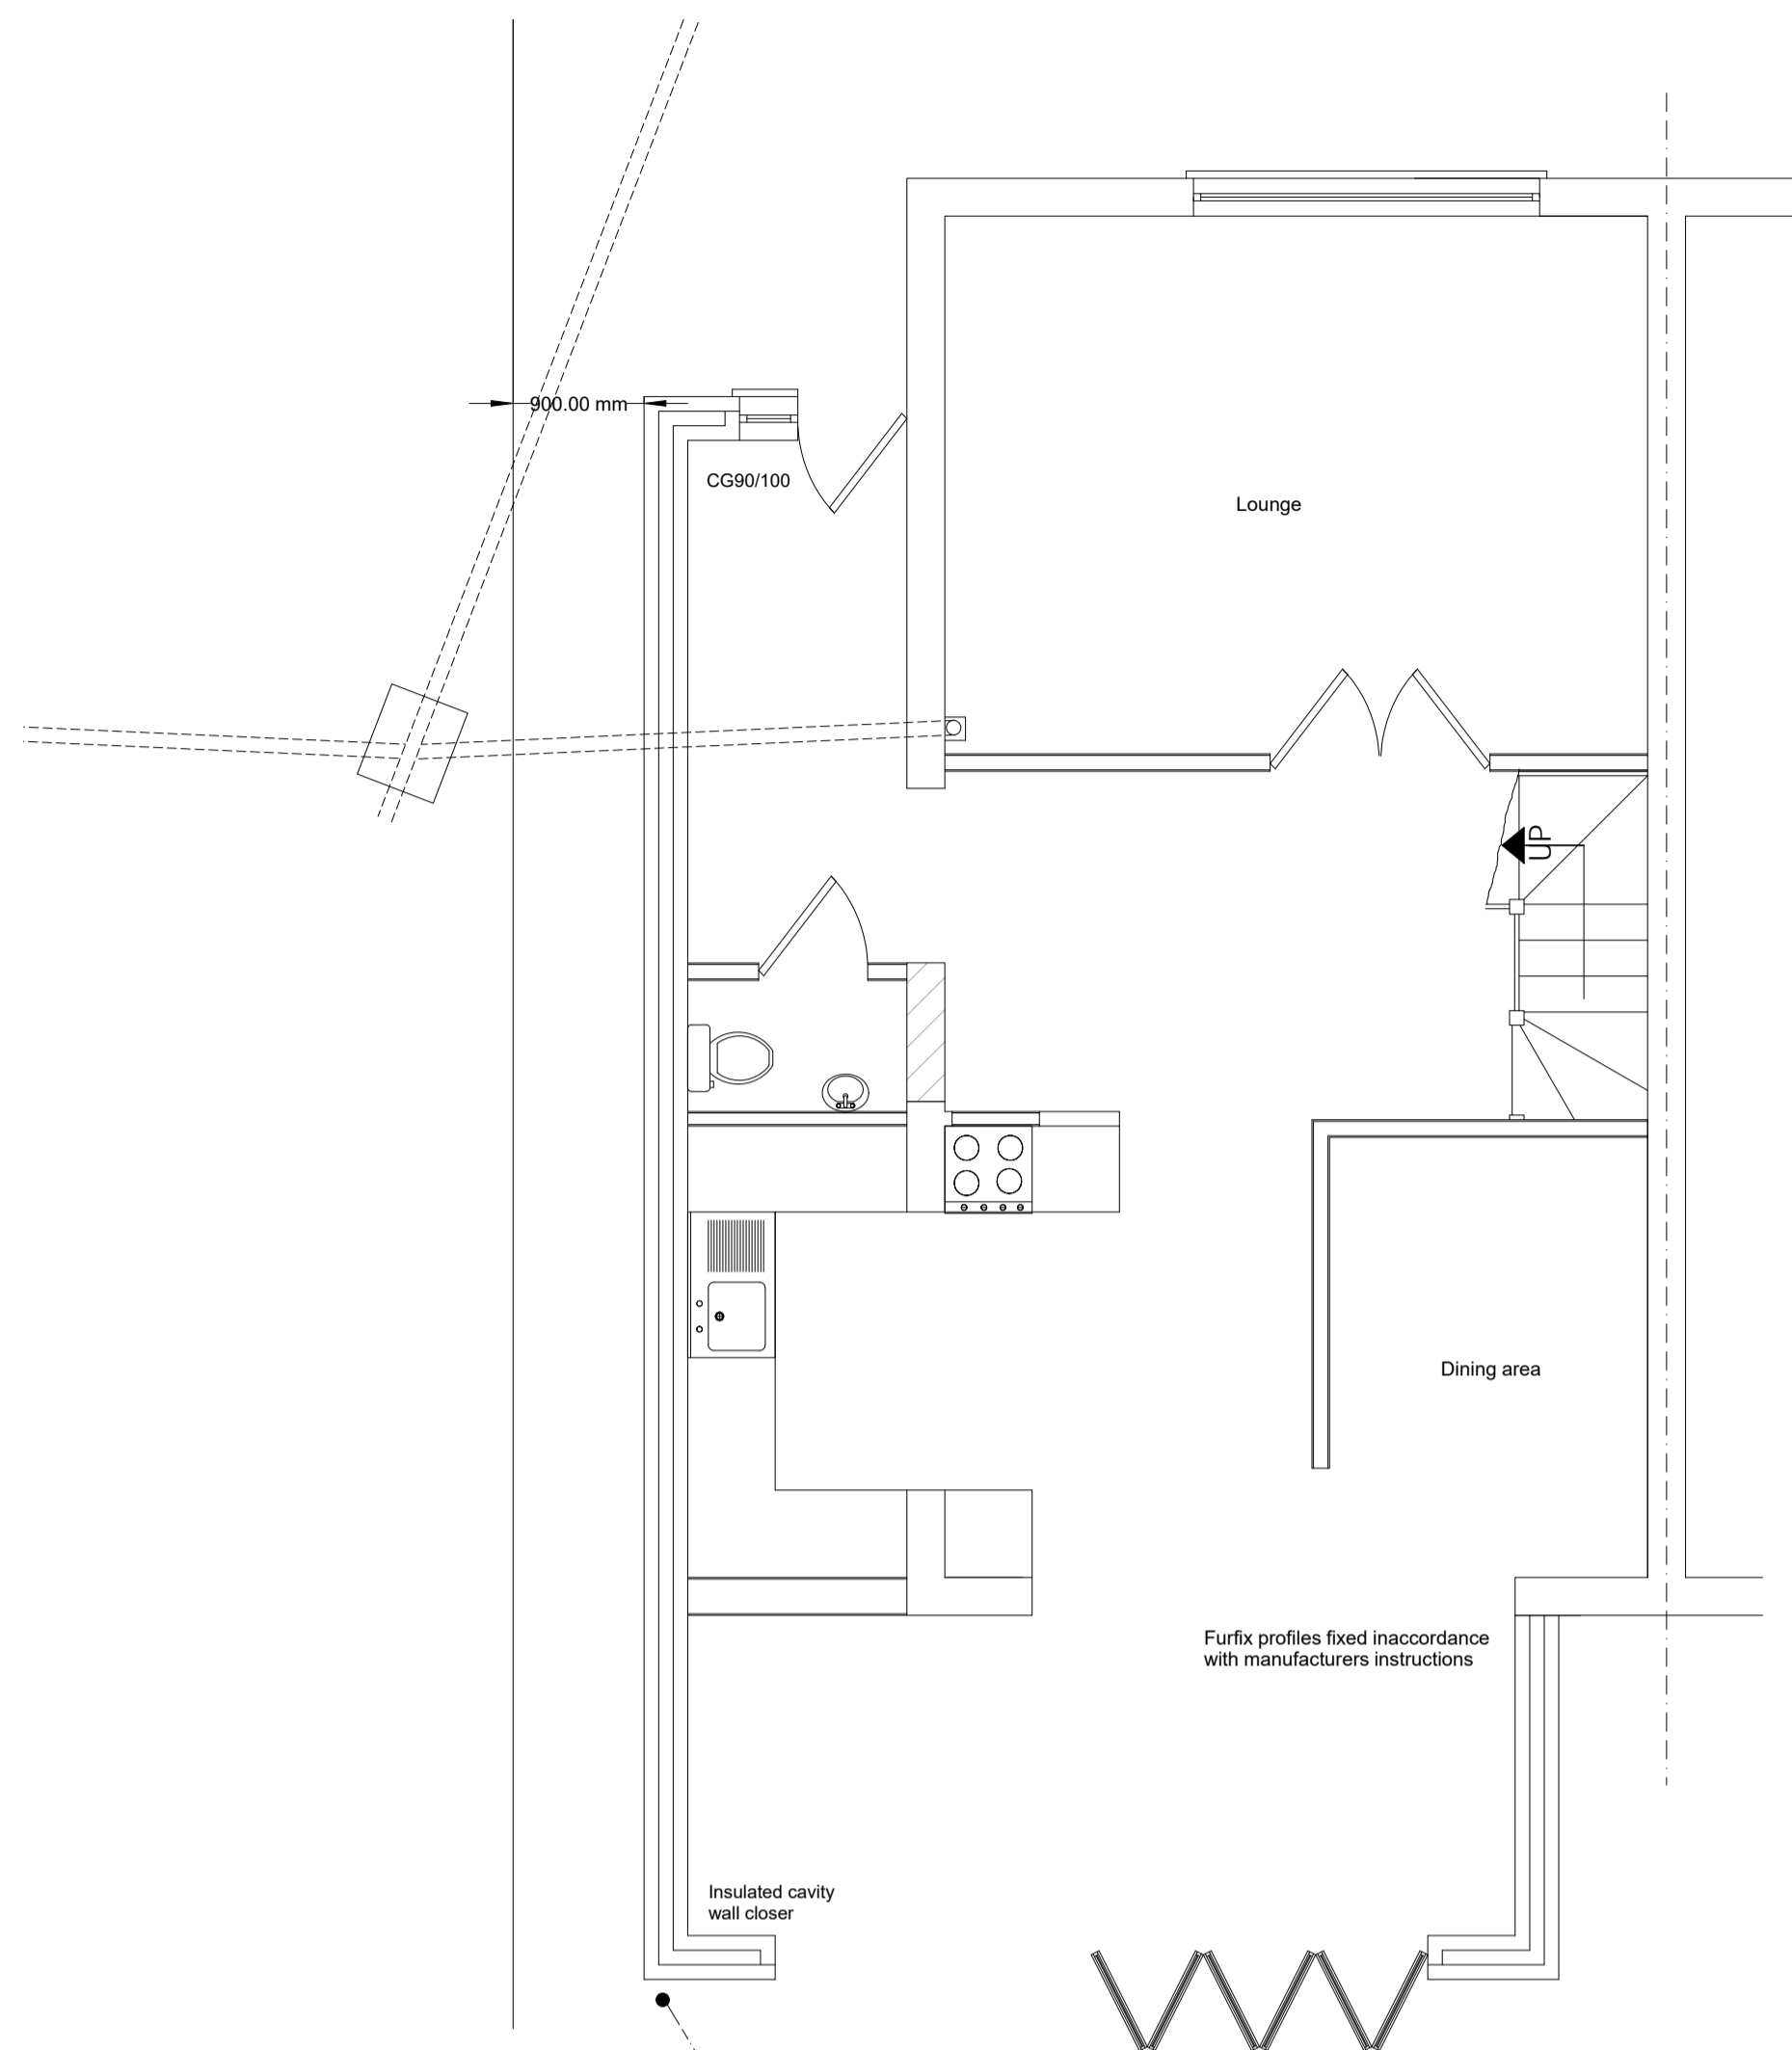 900.00 mm
CG90/100
Lounge
UP
Dining area
Furfix profiles fixed inaccordance
with manufacturers instructions
Insulated cavity
wall closer